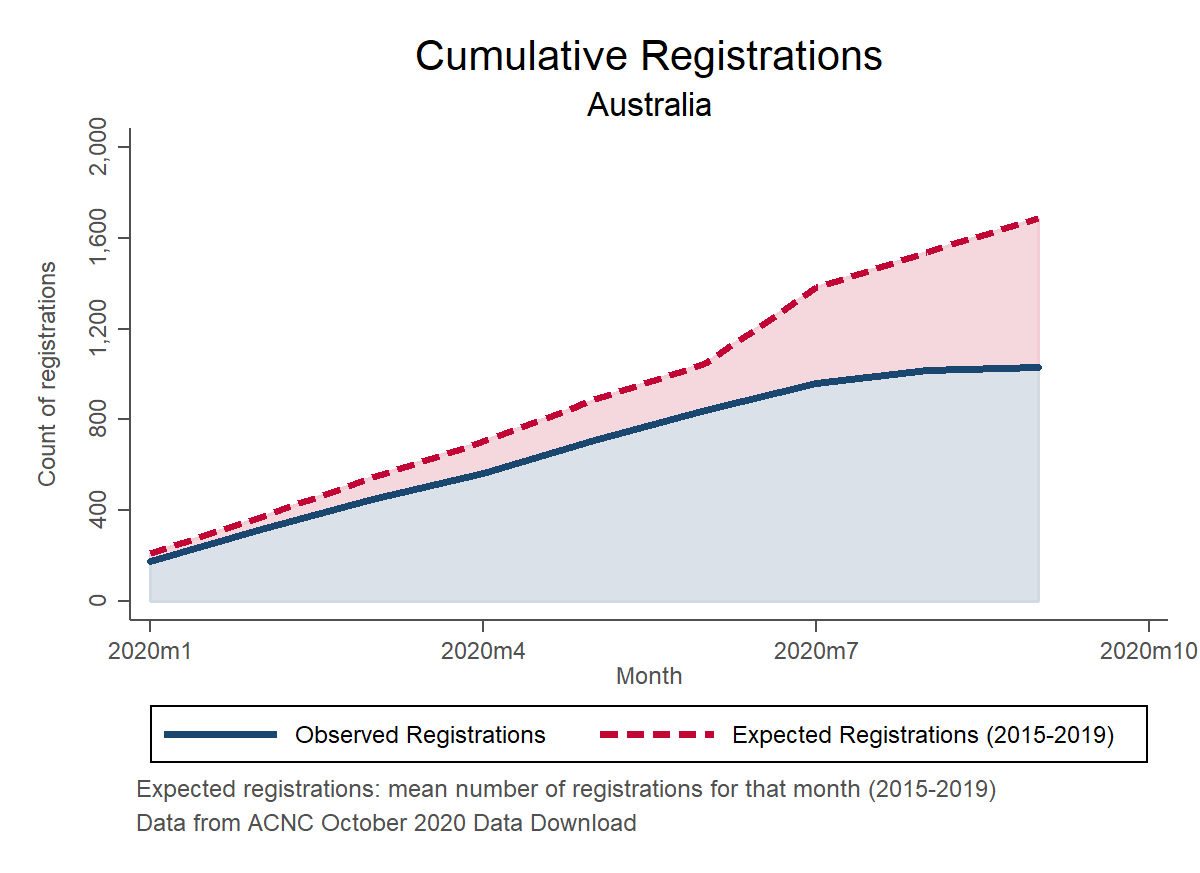 Cumulative Registrations
Australia
Count of registrations
2,000
1,600
1,200
800
400
0
2020m1 2020m4 2020m7 2020m10
Month
Observed Registrations Expected Registrations (2015-2019)
Expected registrations: mean number of registrations for that month (2015-2019)
Data from ACNC October 2020 Data Download